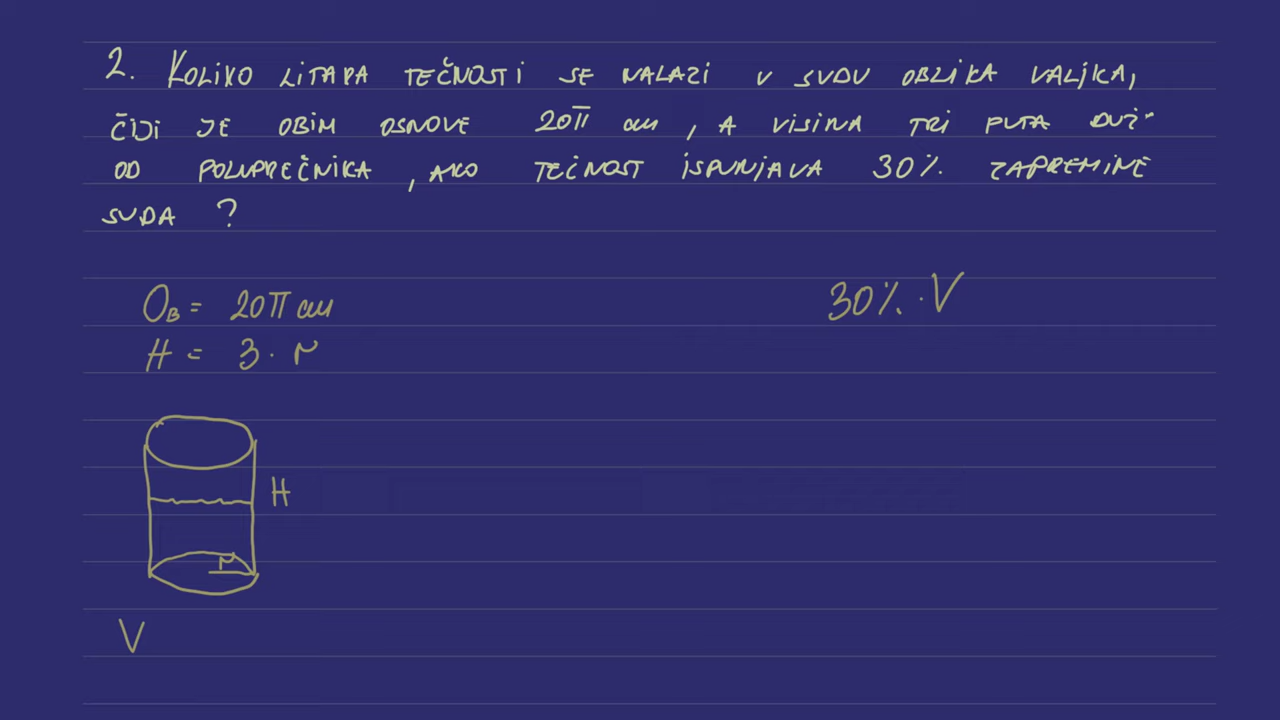 2. KOLIKO LITARA TEČNOSTI SE NALAZI U SUDU OBLIKA VALJKA,
ČIJI JE OBIM OSNOVE 20π cm, A VISINA TRI PUTA DUŽ
OD POLUPREČNIKA, AKO TEČNOST ISPUNJAVA 30% ZAPREMINE
SUDA ?
O_B = 20π cm
30% · V
H = 3 · r
H
r
V